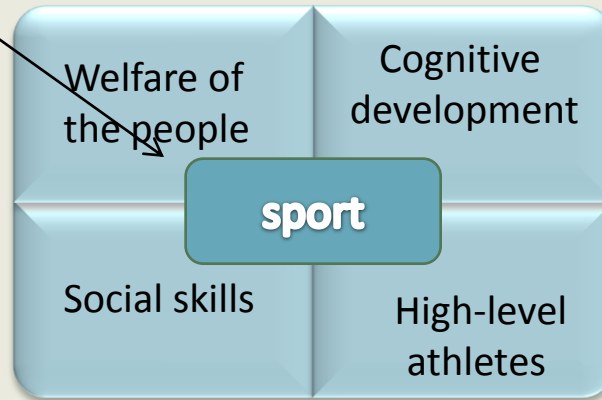 Welfare of
the people
Cognitive
development
sport
Social skills
High-level
athletes